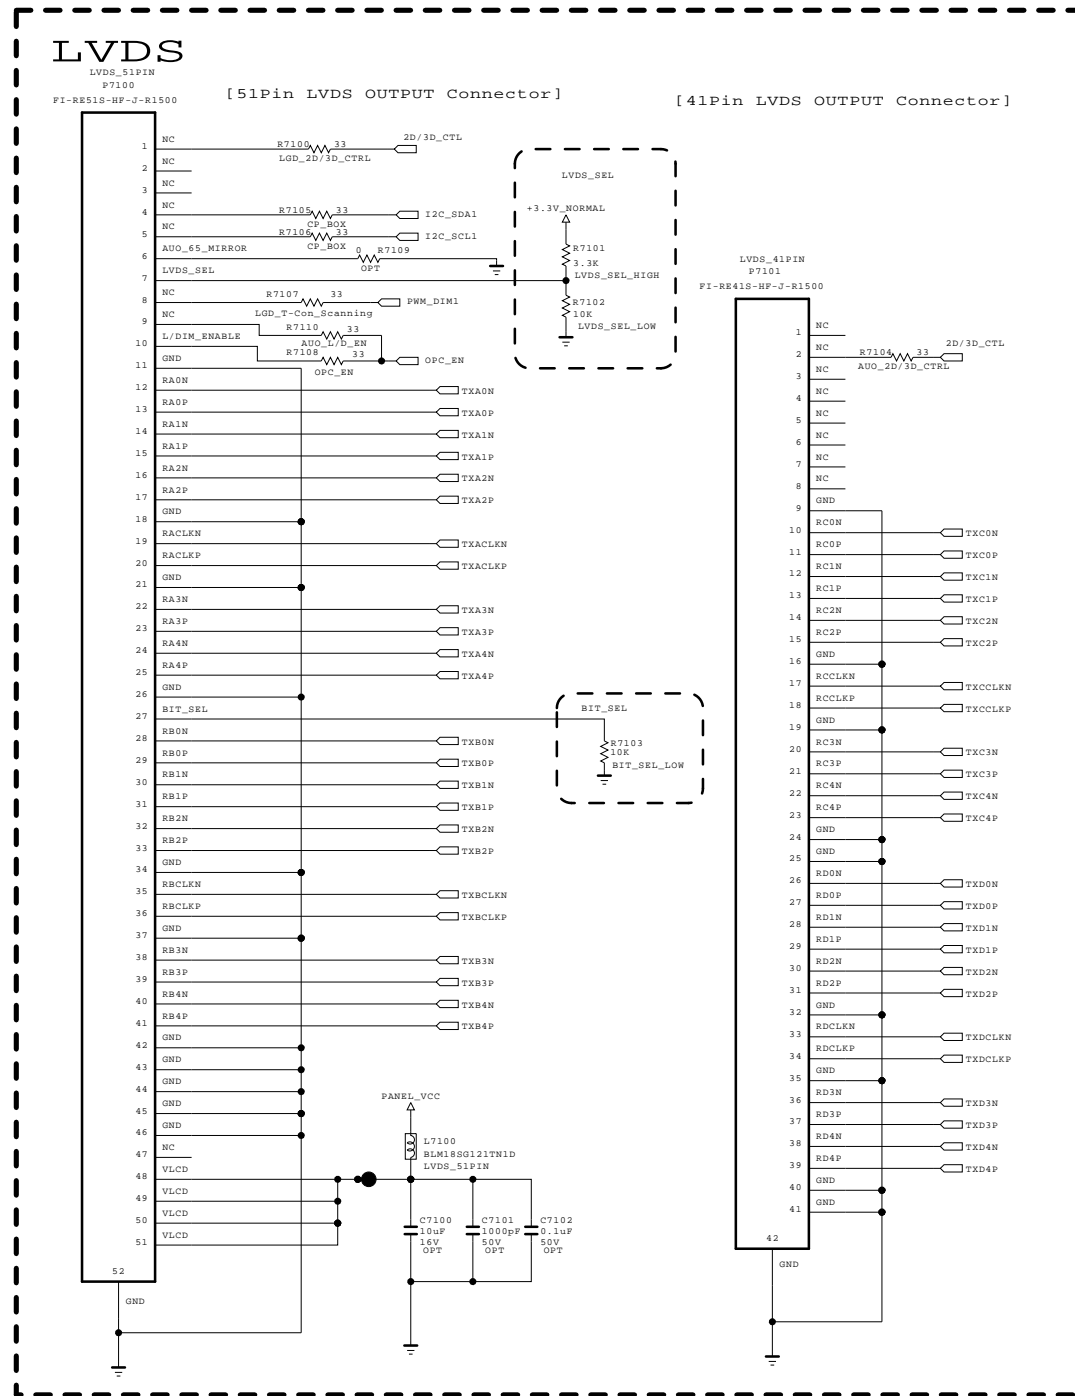 LVDS
LVDS_51PIN
P7100
FI-RE51S-HF-J-R1500
[51Pin LVDS OUTPUT Connector]
1 NC R7100 33 LGD_2D/3D_CTRL 2D/3D_CTL
2 NC
3 NC
4 NC R7105 33 CP_BOX I2C_SDA1
5 NC R7106 33 CP_BOX I2C_SCL1
6 AUO_65_MIRROR 0 R7109 OPT
7 LVDS_SEL
8 NC R7107 33 LGD_T-Con_Scanning PWM_DIM1
9 NC R7110 33 AUO_L/D_EN
10 L/DIM_ENABLE R7108 33 OPC_EN OPC_EN
11 GND
12 RA0N TXA0N
13 RA0P TXA0P
14 RA1N TXA1N
15 RA1P TXA1P
16 RA2N TXA2N
17 RA2P TXA2P
18 GND
19 RACLKN TXACLKN
20 RACLKP TXACLKP
21 GND
22 RA3N TXA3N
23 RA3P TXA3P
24 RA4N TXA4N
25 RA4P TXA4P
26 GND
27 BIT_SEL
28 RB0N TXB0N
29 RB0P TXB0P
30 RB1N TXB1N
31 RB1P TXB1P
32 RB2N TXB2N
33 RB2P TXB2P
34 GND
35 RBCLKN TXBCLKN
36 RBCLKP TXBCLKP
37 GND
38 RB3N TXB3N
39 RB3P TXB3P
40 RB4N TXB4N
41 RB4P TXB4P
42 GND
43 GND
44 GND
45 GND
46 GND
47 NC
48 VLCD
49 VLCD
50 VLCD
51 VLCD
52
GND
LVDS_SEL
+3.3V_NORMAL
R7101
3.3K
LVDS_SEL_HIGH
R7102
10K
LVDS_SEL_LOW
BIT_SEL
R7103
10K
BIT_SEL_LOW
PANEL_VCC
L7100
BLM18SG121TN1D
LVDS_51PIN
C7100
10uF
16V
OPT
C7101
1000pF
50V
OPT
C7102
0.1uF
50V
OPT
[41Pin LVDS OUTPUT Connector]
LVDS_41PIN
P7101
FI-RE41S-HF-J-R1500
1 NC
2 NC R7104 33 AUO_2D/3D_CTRL 2D/3D_CTL
3 NC
4 NC
5 NC
6 NC
7 NC
8 NC
9 GND
10 RC0N TXC0N
11 RC0P TXC0P
12 RC1N TXC1N
13 RC1P TXC1P
14 RC2N TXC2N
15 RC2P TXC2P
16 GND
17 RCCLKN TXCCLKN
18 RCCLKP TXCCLKP
19 GND
20 RC3N TXC3N
21 RC3P TXC3P
22 RC4N TXC4N
23 RC4P TXC4P
24 GND
25 GND
26 RD0N TXD0N
27 RD0P TXD0P
28 RD1N TXD1N
29 RD1P TXD1P
30 RD2N TXD2N
31 RD2P TXD2P
32 GND
33 RDCLKN TXDCLKN
34 RDCLKP TXDCLKP
35 GND
36 RD3N TXD3N
37 RD3P TXD3P
38 RD4N TXD4N
39 RD4P TXD4P
40 GND
41 GND
42
GND